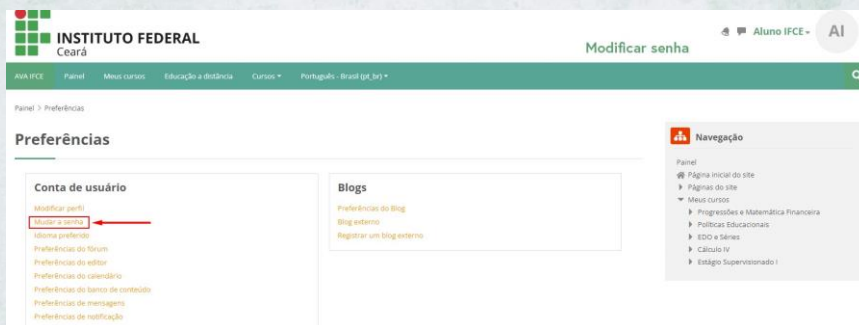 INSTITUTO FEDERAL
Ceará
Modificar senha
Aluno IFCE
AI
AVA IFCE Painel Meus cursos Educação a distância Cursos Português - Brasil (pt_br)
Painel > Preferências
Preferências
Conta de usuário
Modificar perfil
Mudar a senha
Idioma preferido
Preferências do fórum
Preferências do editor
Preferências do calendário
Preferências do banco de conteúdo
Preferências de mensagens
Preferências de notificação
Blogs
Preferências do Blog
Blog externo
Registrar um blog externo
Navegação
Painel
Página inicial do site
Páginas do site
Meus cursos
Progressões e Matemática Financeira
Políticas Educacionais
EDO e Séries
Cálculo IV
Estágio Supervisionado I